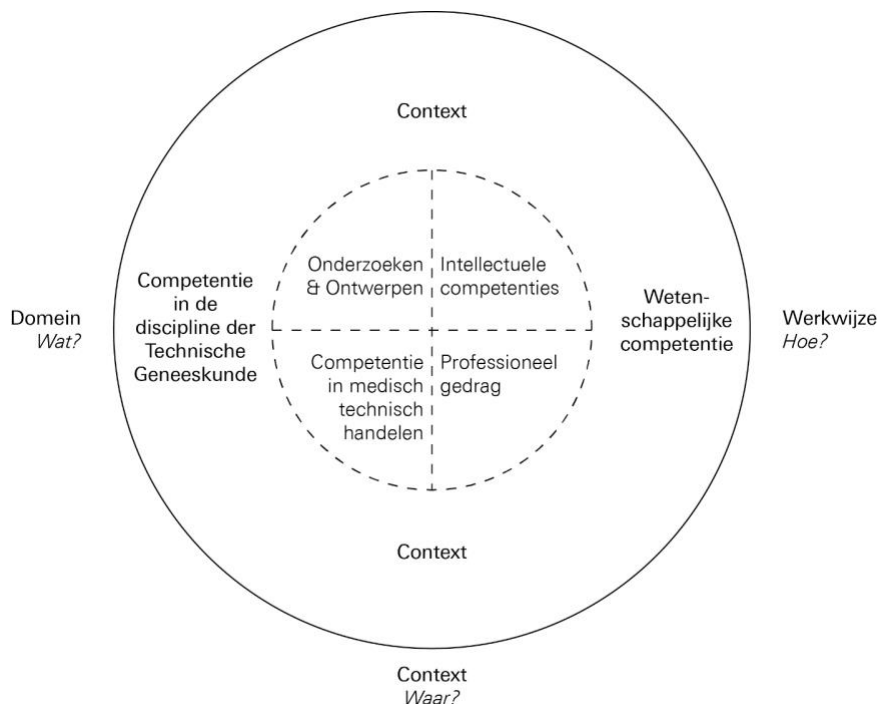 Context
Onderzoeken
& Ontwerpen
Intellectuele
competenties
Competentie
in de
discipline der
Technische
Geneeskunde
Weten-
schappelijke
competentie
Domein
Wat?
Werkwijze
Hoe?
Competentie
in medisch
technisch
handelen
Professioneel
gedrag
Context
Context
Waar?